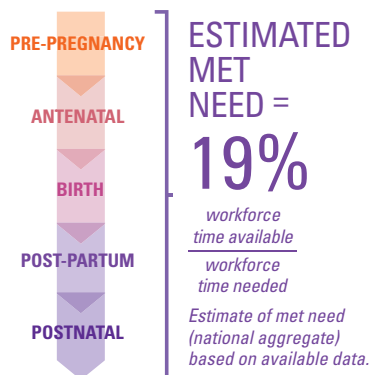 PRE-PREGNANCY
ANTENATAL
BIRTH
POST-PARTUM
POSTNATAL
ESTIMATED
MET
NEED =
19%
workforce
time available
workforce
time needed
Estimate of met need
(national aggregate)
based on available data.